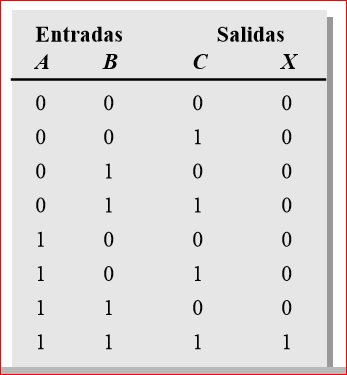 Entradas Salidas
A B C X
0 0 0 0
0 0 1 0
0 1 0 0
0 1 1 0
1 0 0 0
1 0 1 0
1 1 0 0
1 1 1 1